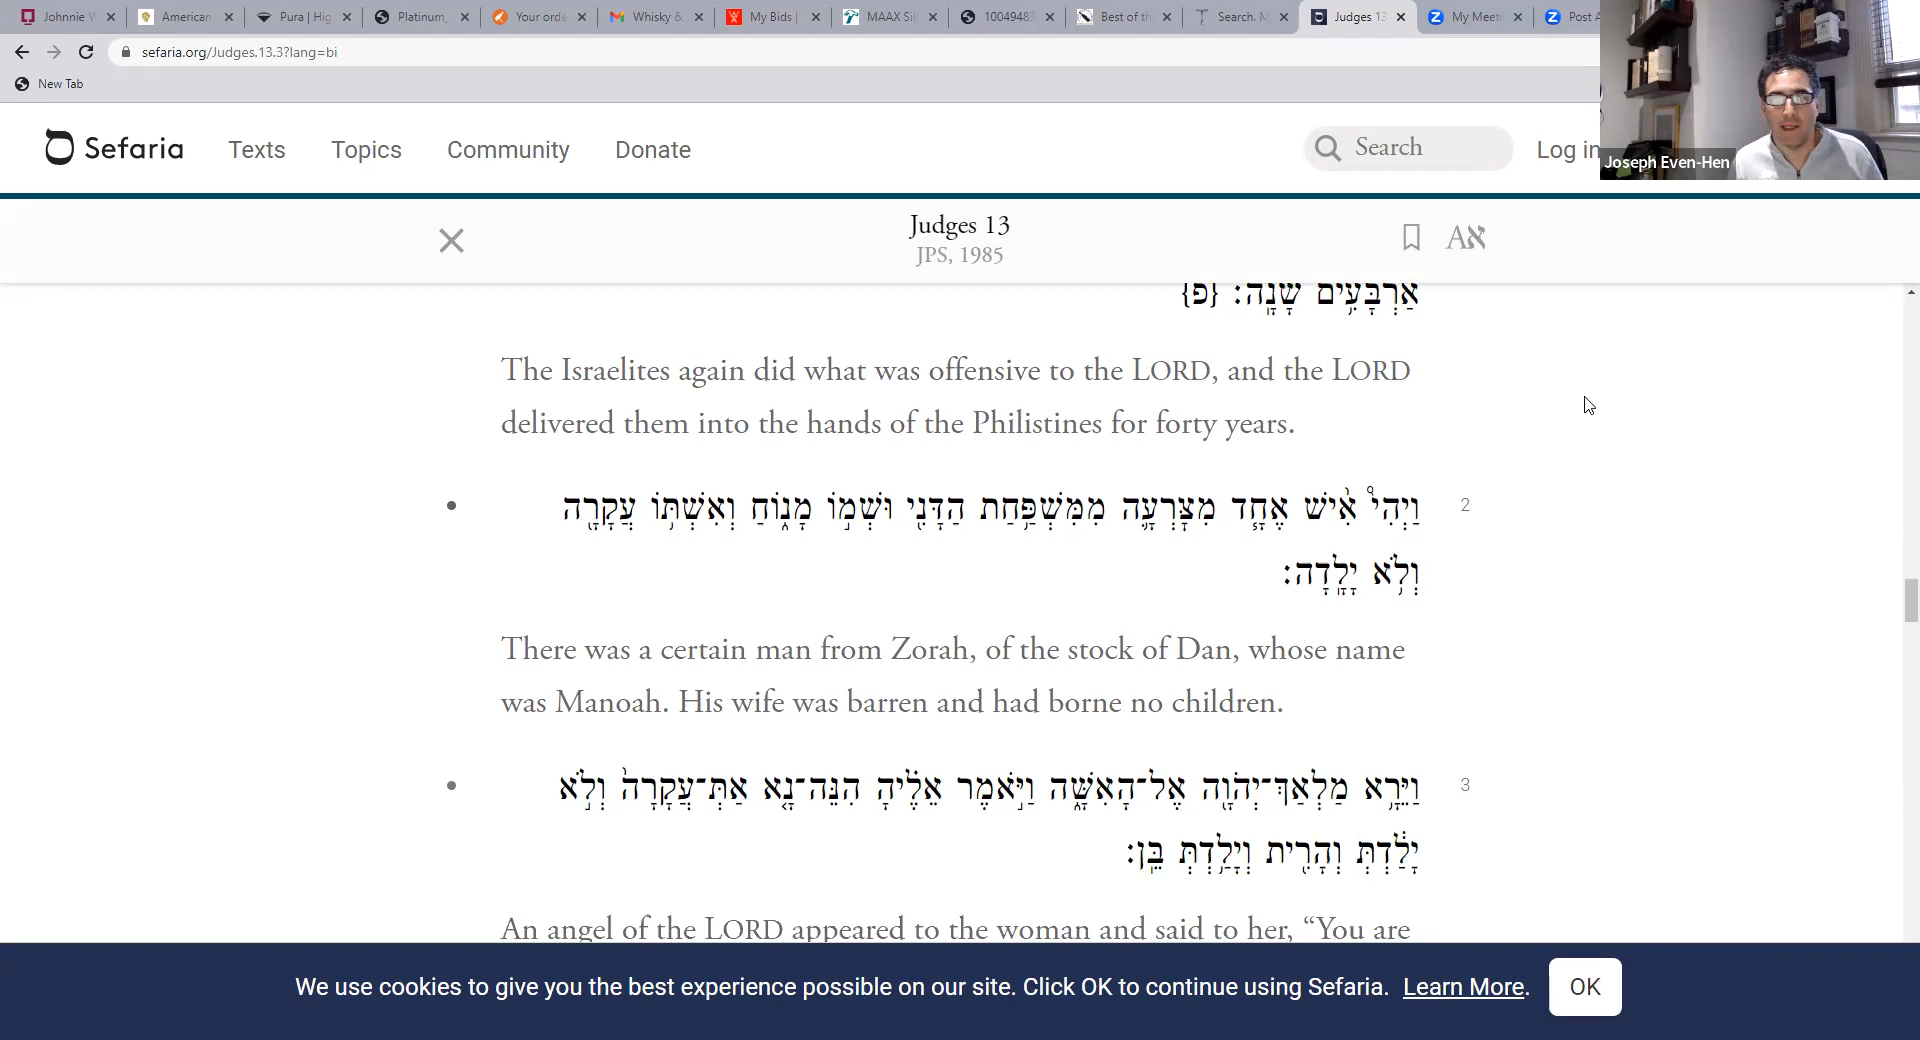 Johnnie W
American
Pura | Hig
Platinum_
Your orde
Whisky &
My Bids |
MAAX Sil
10049483
Best of th
Search. M
Judges 13
My Meet
Post A
sefaria.org/Judges.13.3?lang=bi
New Tab
Sefaria Texts Topics Community Donate Search Log in
Joseph Even-Hen
Judges 13
JPS, 1985
אַרְבָּעִ֥ים שָׁנָֽה׃ {פ}
The Israelites again did what was offensive to the LORD, and the LORD
delivered them into the hands of the Philistines for forty years.
2
וַיְהִי֩ אִ֨ישׁ אֶחָ֧ד מִצׇּרְעָ֛ה מִמִּשְׁפַּ֥חַת הַדָּנִ֖י וּשְׁמ֣וֹ מָנ֑וֹחַ וְאִשְׁתּ֥וֹ עֲקָרָ֖ה
וְלֹ֥א יָלָֽדָה׃
There was a certain man from Zorah, of the stock of Dan, whose name
was Manoah. His wife was barren and had borne no children.
3
וַיֵּרָ֥א מַלְאַךְ־יְהֹוָ֖ה אֶל־הָאִשָּׁ֑ה וַיֹּ֣אמֶר אֵלֶ֗יהָ הִנֵּה־נָ֤א אַתְּ־עֲקָרָה֙ וְלֹ֣א
יָלַ֔דְתְּ וְהָרִ֖ית וְיָלַ֥דְתְּ בֵּֽן׃
An angel of the LORD appeared to the woman and said to her, “You are
We use cookies to give you the best experience possible on our site. Click OK to continue using Sefaria. Learn More. OK